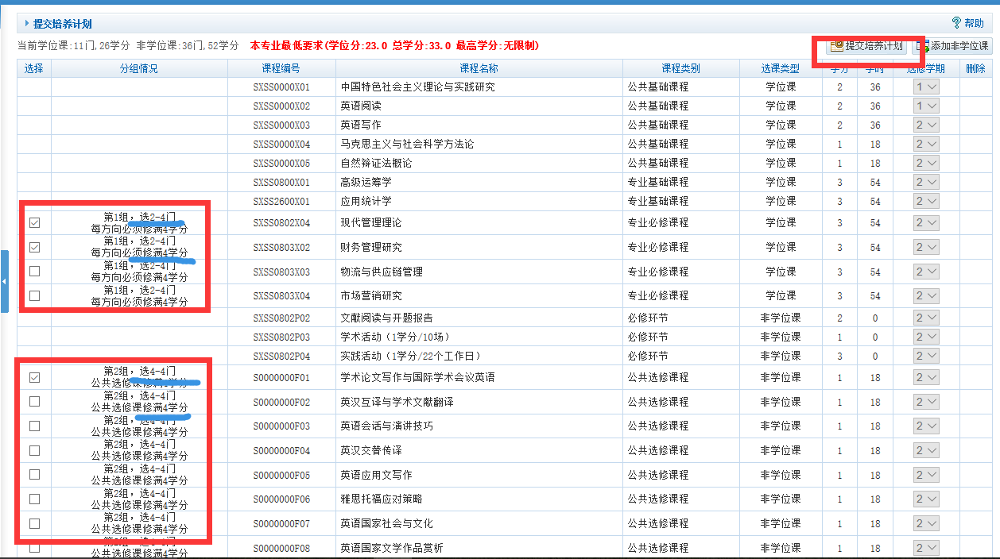 提交培养计划
帮助
当前学位课:11门,26学分 非学位课:36门,52学分 本专业最低要求(学位分:23.0 总学分:33.0 最高学分:无限制)
提交培养计划 添加非学位课
选择 分组情况 课程编号 课程名称 课程类别 选课类型 学分 学时 选修学期 删除
SXSS0000X01 中国特色社会主义理论与实践研究 公共基础课程 学位课 2 36 1
SXSS0000X02 英语阅读 公共基础课程 学位课 2 36 1
SXSS0000X03 英语写作 公共基础课程 学位课 2 36 2
SXSS0000X04 马克思主义与社会科学方法论 公共基础课程 学位课 1 18 2
SXSS0000X05 自然辩证法概论 公共基础课程 学位课 1 18 2
SXSS0800X01 高级运筹学 专业基础课程 学位课 3 54 2
SXSS2600X01 应用统计学 专业基础课程 学位课 3 54 2
第1组，选2-4门
每方向必须修满4学分 SXSS0802X04 现代管理理论 专业必修课程 学位课 3 54 2
第1组，选2-4门
每方向必须修满4学分 SXSS0803X02 财务管理研究 专业必修课程 学位课 3 54 2
第1组，选2-4门
每方向必须修满4学分 SXSS0803X03 物流与供应链管理 专业必修课程 学位课 3 54 2
第1组，选2-4门
每方向必须修满4学分 SXSS0803X04 市场营销研究 专业必修课程 学位课 3 54 2
SXSS0802P02 文献阅读与开题报告 必修环节 非学位课 2 0 2
SXSS0802P03 学术活动（1学分/10场） 必修环节 非学位课 1 0 2
SXSS0802P04 实践活动（1学分/22个工作日） 必修环节 非学位课 3 0 2
第2组，选4-4门
公共选修课修满4学分 S0000000F01 学术论文写作与国际学术会议英语 公共选修课程 非学位课 1 18 2
第2组，选4-4门
公共选修课修满4学分 S0000000F02 英汉互译与学术文献翻译 公共选修课程 非学位课 1 18 2
第2组，选4-4门
公共选修课修满4学分 S0000000F03 英语会话与演讲技巧 公共选修课程 非学位课 1 18 2
第2组，选4-4门
公共选修课修满4学分 S0000000F04 英汉交替传译 公共选修课程 非学位课 1 18 2
第2组，选4-4门
公共选修课修满4学分 S0000000F05 英语应用文写作 公共选修课程 非学位课 1 18 2
第2组，选4-4门
公共选修课修满4学分 S0000000F06 雅思托福应对策略 公共选修课程 非学位课 1 18 2
第2组，选4-4门
公共选修课修满4学分 S0000000F07 英语国家社会与文化 公共选修课程 非学位课 1 18 2
第2组，选4-4门
公共选修课修满4学分 S0000000F08 英语国家文学作品赏析 公共选修课程 非学位课 1 18 2